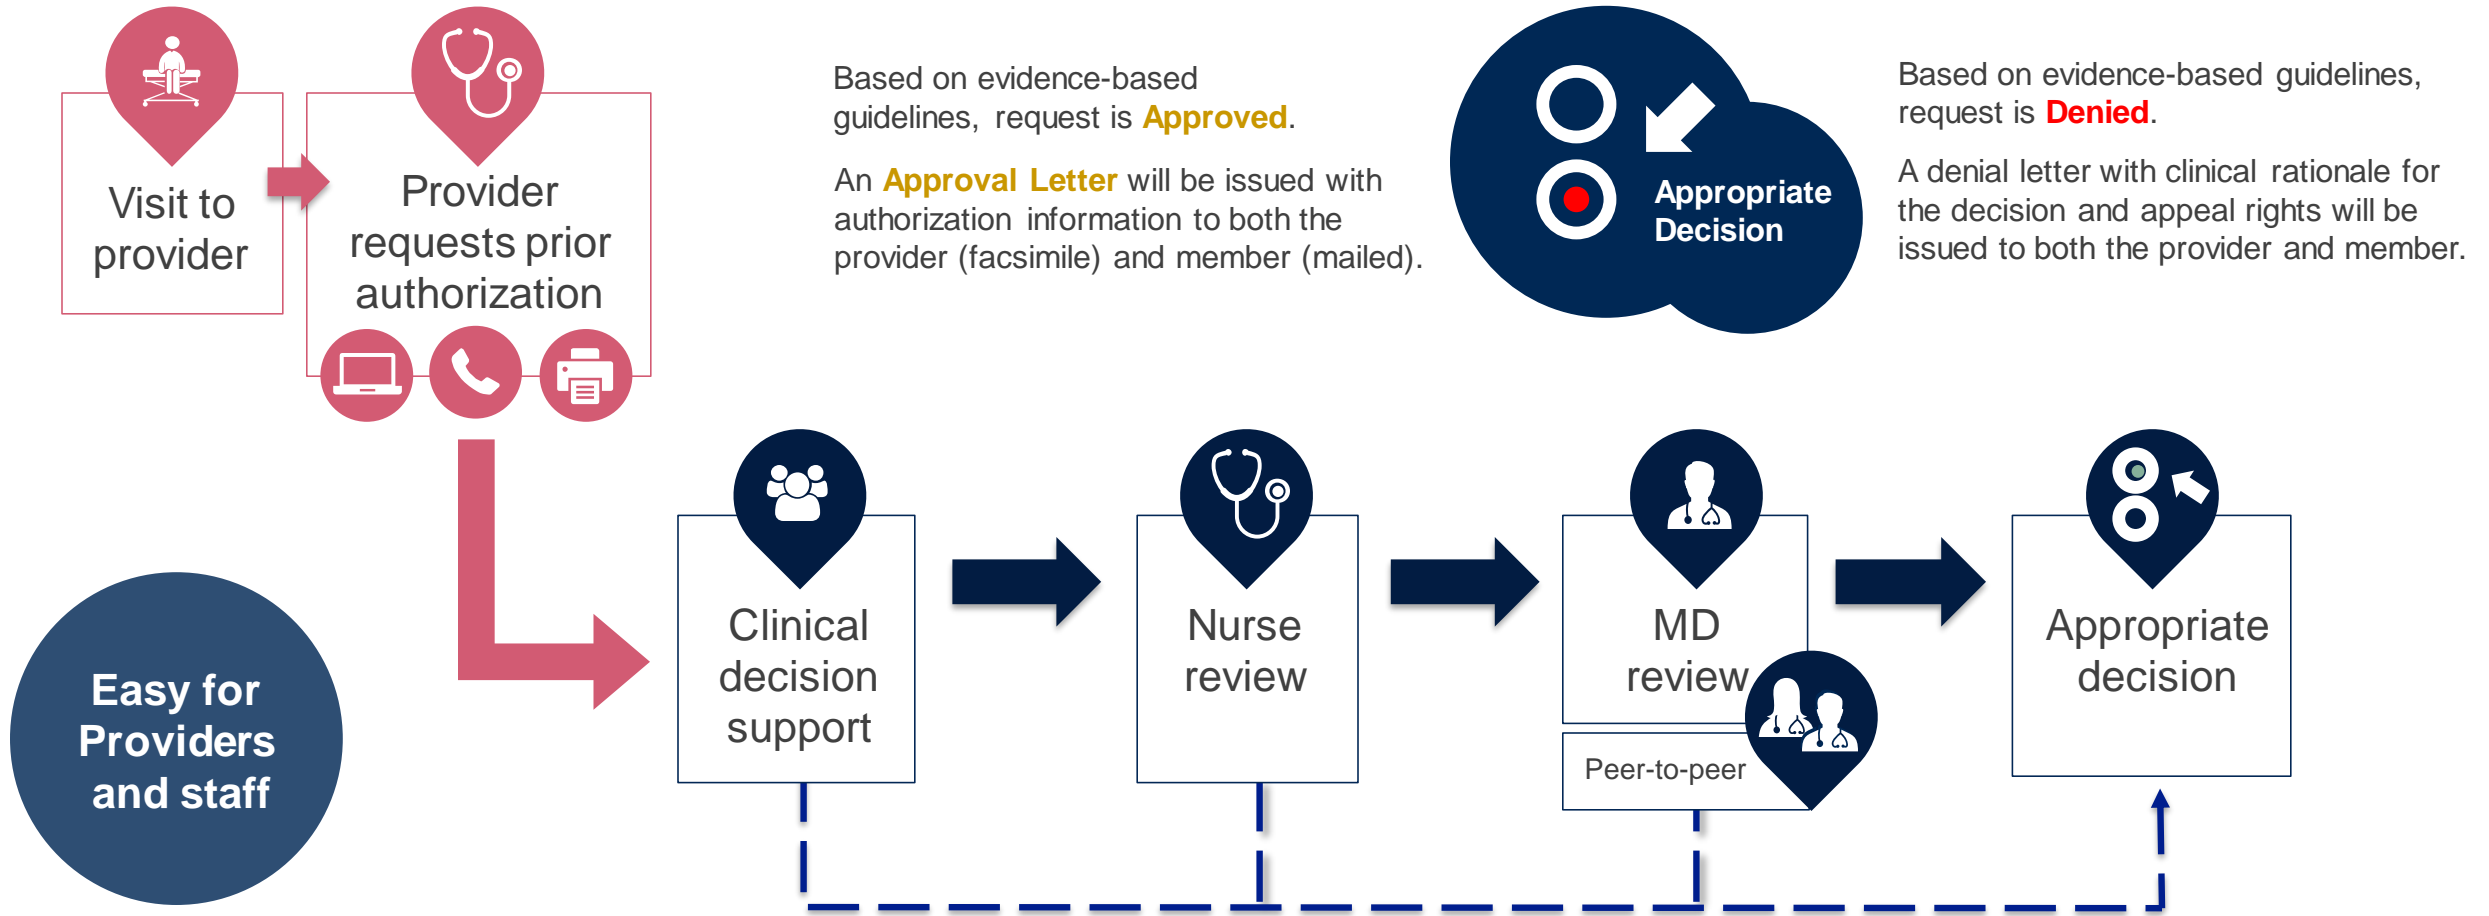 Visit to
provider
Provider
requests prior
authorization
Based on evidence-based
guidelines, request is Approved.
An Approval Letter will be issued with
authorization information to both the
provider (facsimile) and member (mailed).
Appropriate
Decision
Based on evidence-based guidelines,
request is Denied.
A denial letter with clinical rationale for
the decision and appeal rights will be
issued to both the provider and member.
Easy for
Providers
and staff
Clinical
decision
support
Nurse
review
MD
review
Peer-to-peer
Appropriate
decision